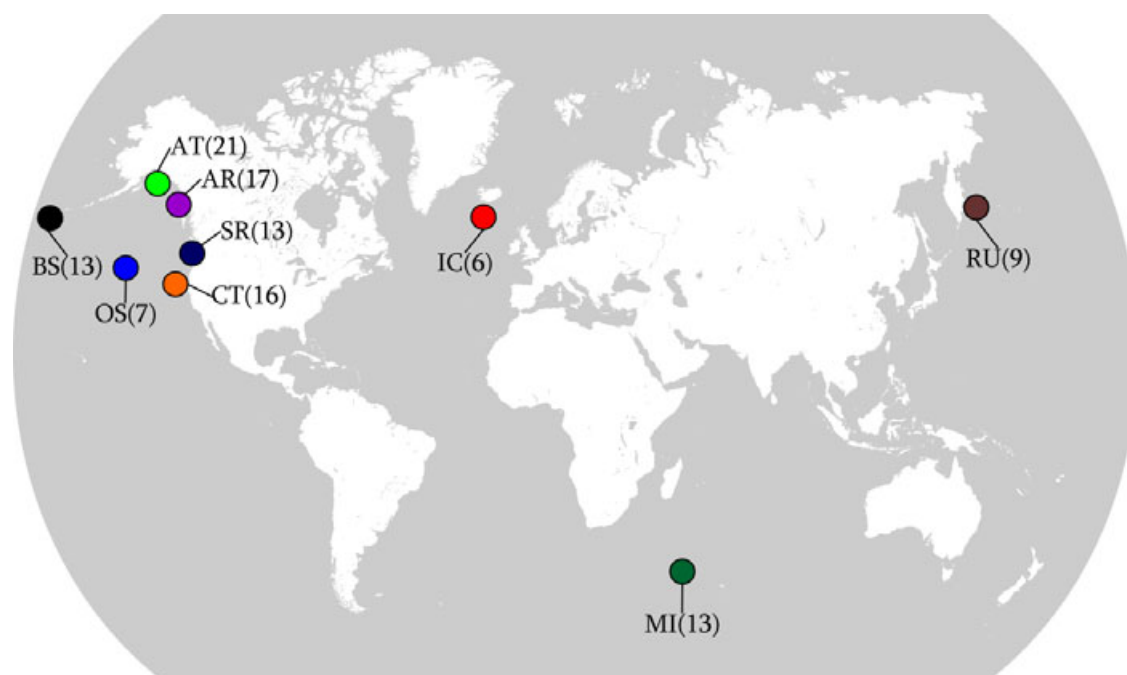 AT(21)
AR(17)
SR(13)
BS(13)
IC(6)
RU(9)
CT(16)
OS(7)
MI(13)